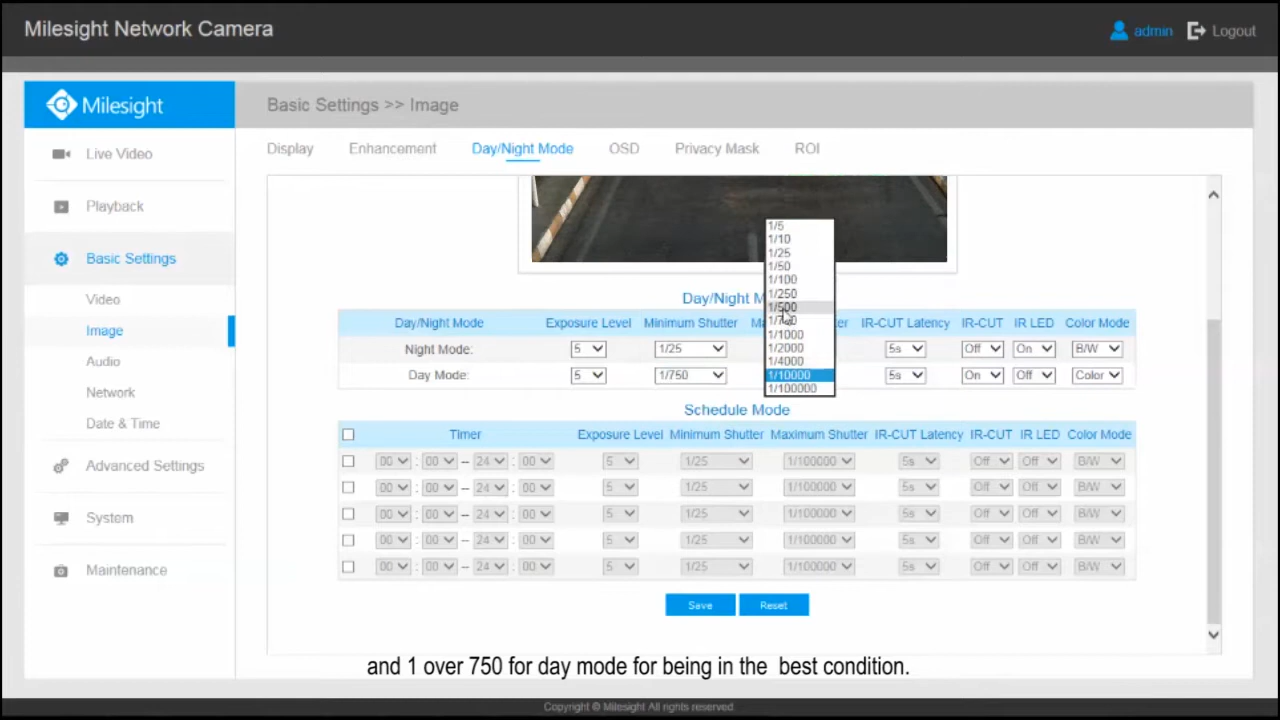 Milesight Network Camera
admin
Logout
Milesight
Basic Settings >> Image
Live Video
Playback
Basic Settings
Video
Image
Audio
Network
Date & Time
Advanced Settings
System
Maintenance
Display Enhancement Day/Night Mode OSD Privacy Mask ROI
1/5
1/10
1/25
1/50
1/100
1/250
1/500
1/1000
1/2000
1/4000
1/10000
1/100000
Day/Night M
Day/Night Mode Exposure Level Minimum Shutter IR-CUT Latency IR-CUT IR LED Color Mode
Night Mode: 5 1/25 5s Off On B/W
Day Mode: 5 1/750 5s On Off Color
Schedule Mode
Timer Exposure Level Minimum Shutter Maximum Shutter IR-CUT Latency IR-CUT IR LED Color Mode
00 : 00 – 24 : 00 5 1/25 1/100000 5s Off Off B/W
00 : 00 – 24 : 00 5 1/25 1/100000 5s Off Off B/W
00 : 00 – 24 : 00 5 1/25 1/100000 5s Off Off B/W
00 : 00 – 24 : 00 5 1/25 1/100000 5s Off Off B/W
00 : 00 – 24 : 00 5 1/25 1/100000 5s Off Off B/W
Save Reset
and 1 over 750 for day mode for being in the best condition.
Copyright © Milesight All rights reserved